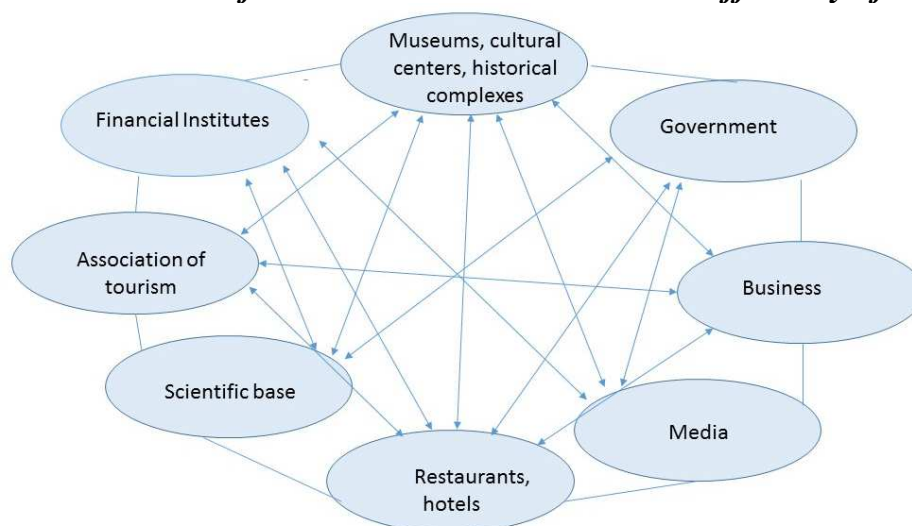 Museums, cultural
centers, historical
complexes
Financial Institutes
Government
Association of
tourism
Business
Scientific base
Media
Restaurants,
hotels